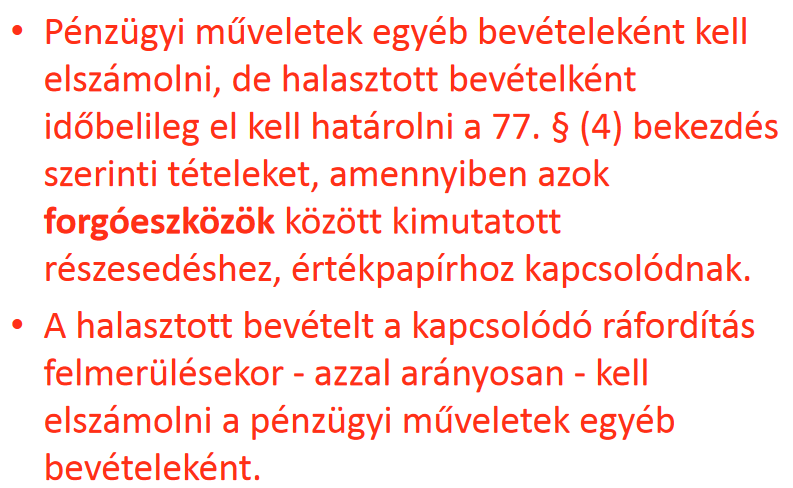 • Pénzügyi műveletek egyéb bevételeként kell
elszámolni, de halasztott bevételként
időbelileg el kell határolni a 77. § (4) bekezdés
szerinti tételeket, amennyiben azok
forgóeszközök között kimutatott
részesedéshez, értékpapírhoz kapcsolódnak.
• A halasztott bevételt a kapcsolódó ráfordítás
felmerülésekor - azzal arányosan - kell
elszámolni a pénzügyi műveletek egyéb
bevételeként.